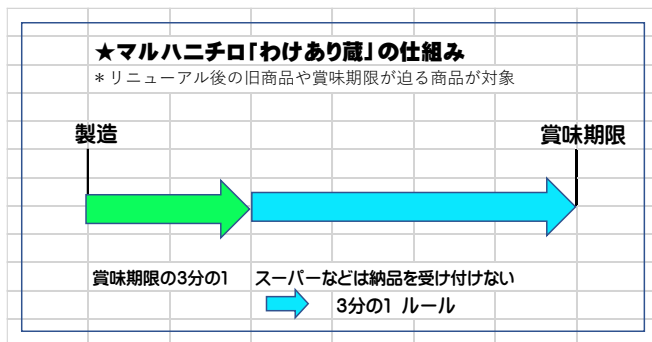 ★マルハニチロ「わけあり蔵」の仕組み
＊リニューアル後の旧商品や賞味期限が迫る商品が対象
製造
賞味期限
賞味期限の3分の1
スーパーなどは納品を受け付けない
3分の1 ルール